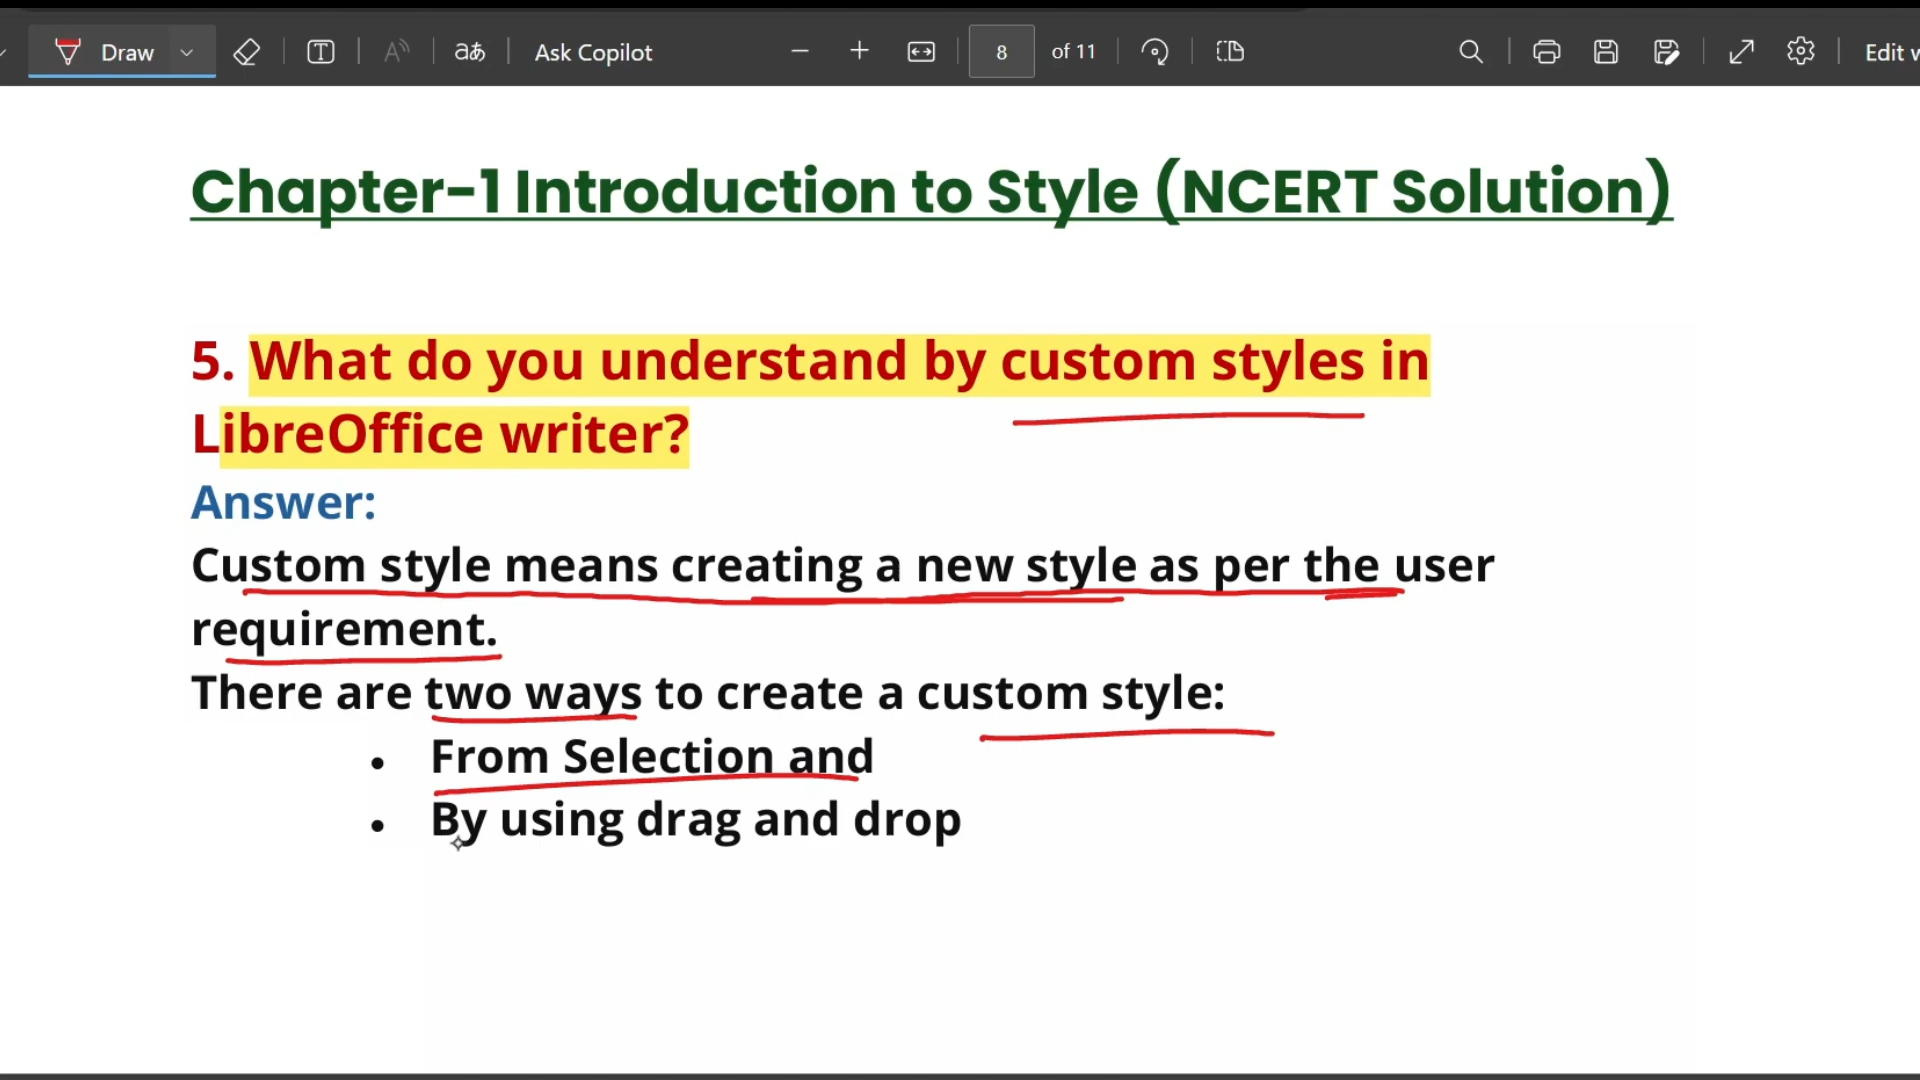 Draw
aあ
Ask Copilot
8 of 11
Edit w
Chapter-1 Introduction to Style (NCERT Solution)
5. What do you understand by custom styles in
LibreOffice writer?
Answer:
Custom style means creating a new style as per the user
requirement.
There are two ways to create a custom style:
• From Selection and
• By using drag and drop